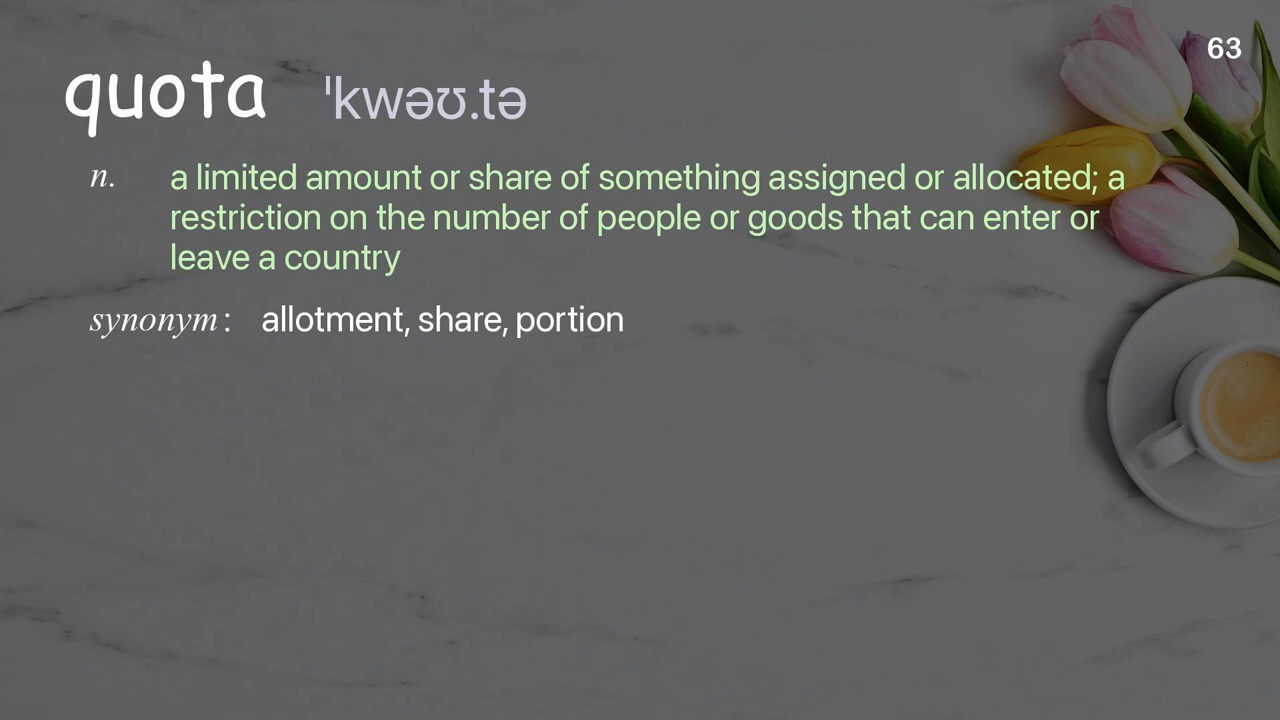 63
quota ˈkwəʊ.tə
n. a limited amount or share of something assigned or allocated; a
restriction on the number of people or goods that can enter or
leave a country
synonym: allotment, share, portion